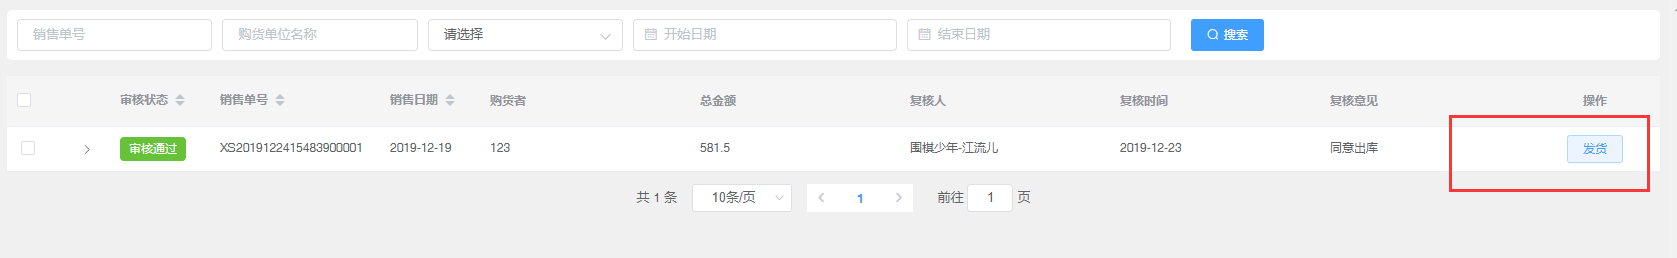 销售单号 购货单位名称 请选择 开始日期 结束日期 搜索
审核状态 销售单号 销售日期 购货者 总金额 复核人 复核时间 复核意见 操作
审核通过 XS2019122415483900001 2019-12-19 123 581.5 围棋少年-江流儿 2019-12-23 同意出库 发货
共 1 条 10条/页 1 前往 1 页